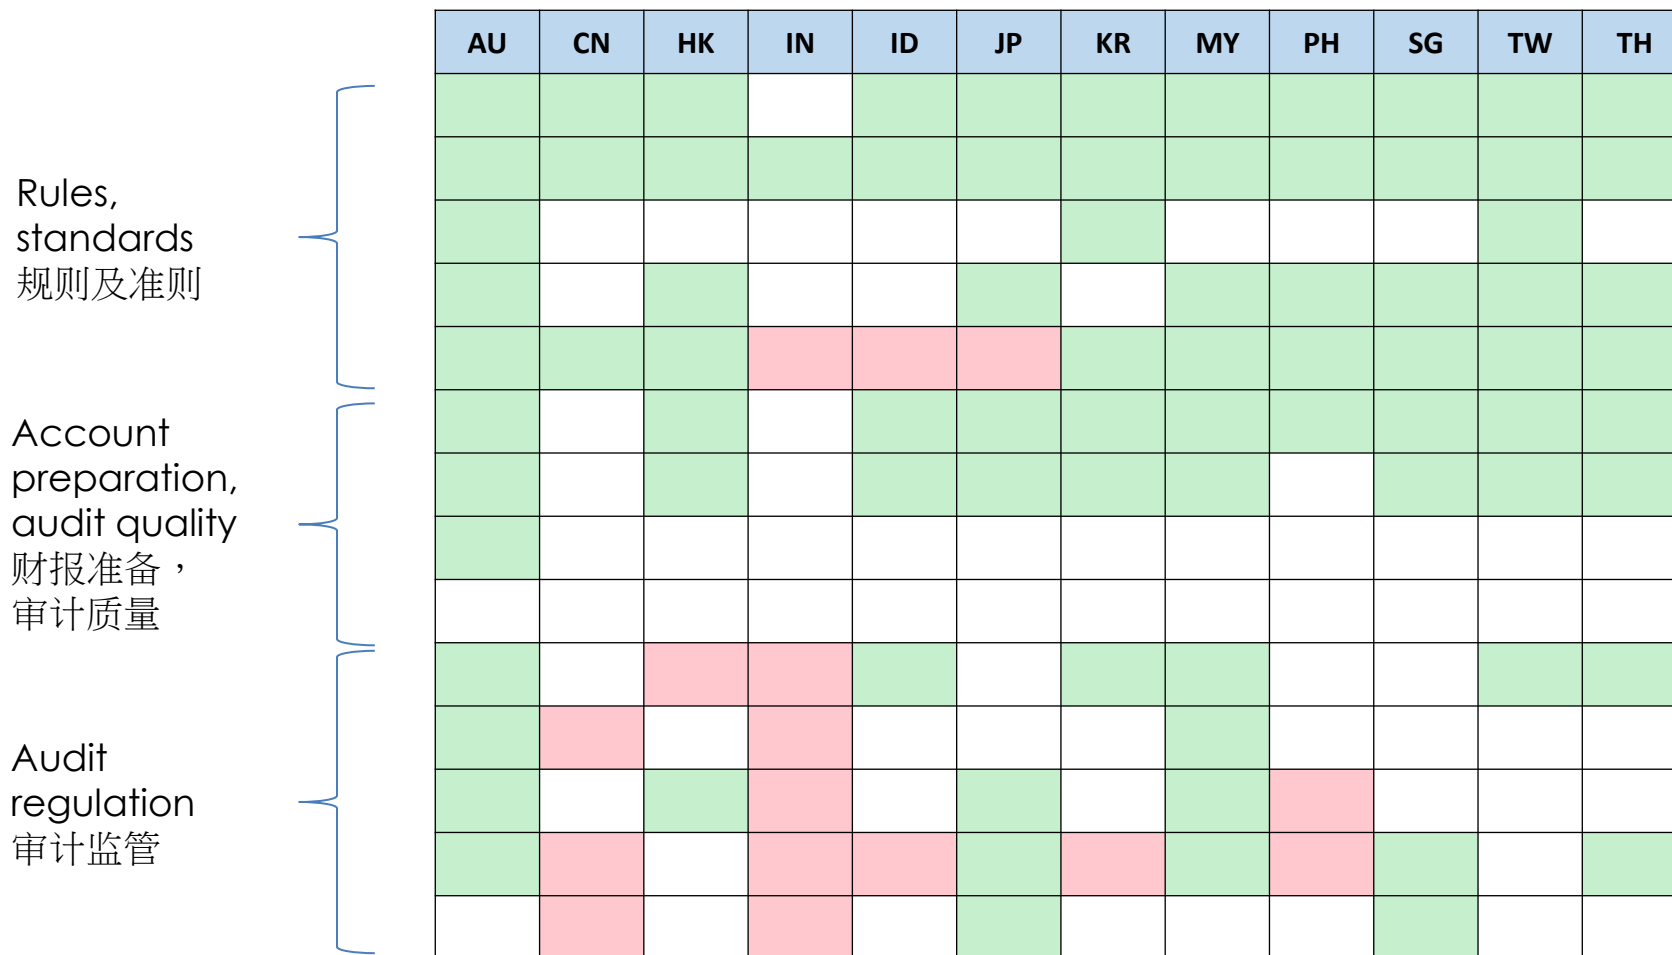 AU CN HK IN ID JP KR MY PH SG TW TH
Rules,
standards
规则及准则
Account
preparation,
audit quality
财报准备，
审计质量
Audit
regulation
审计监管